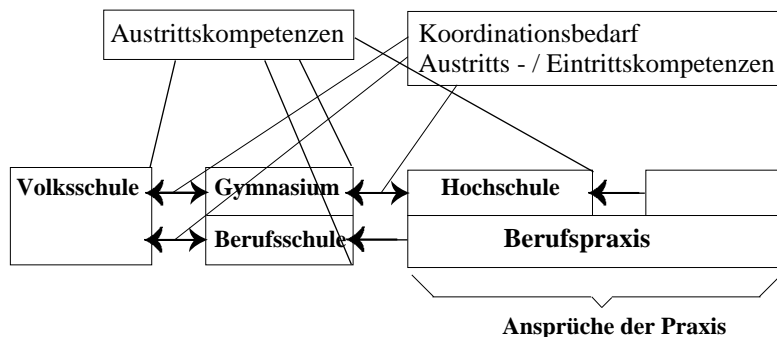 Austrittskompetenzen
Koordinationsbedarf
Austritts - / Eintrittskompetenzen
Volksschule
Gymnasium
Hochschule
Berufsschule
Berufspraxis
Ansprüche der Praxis